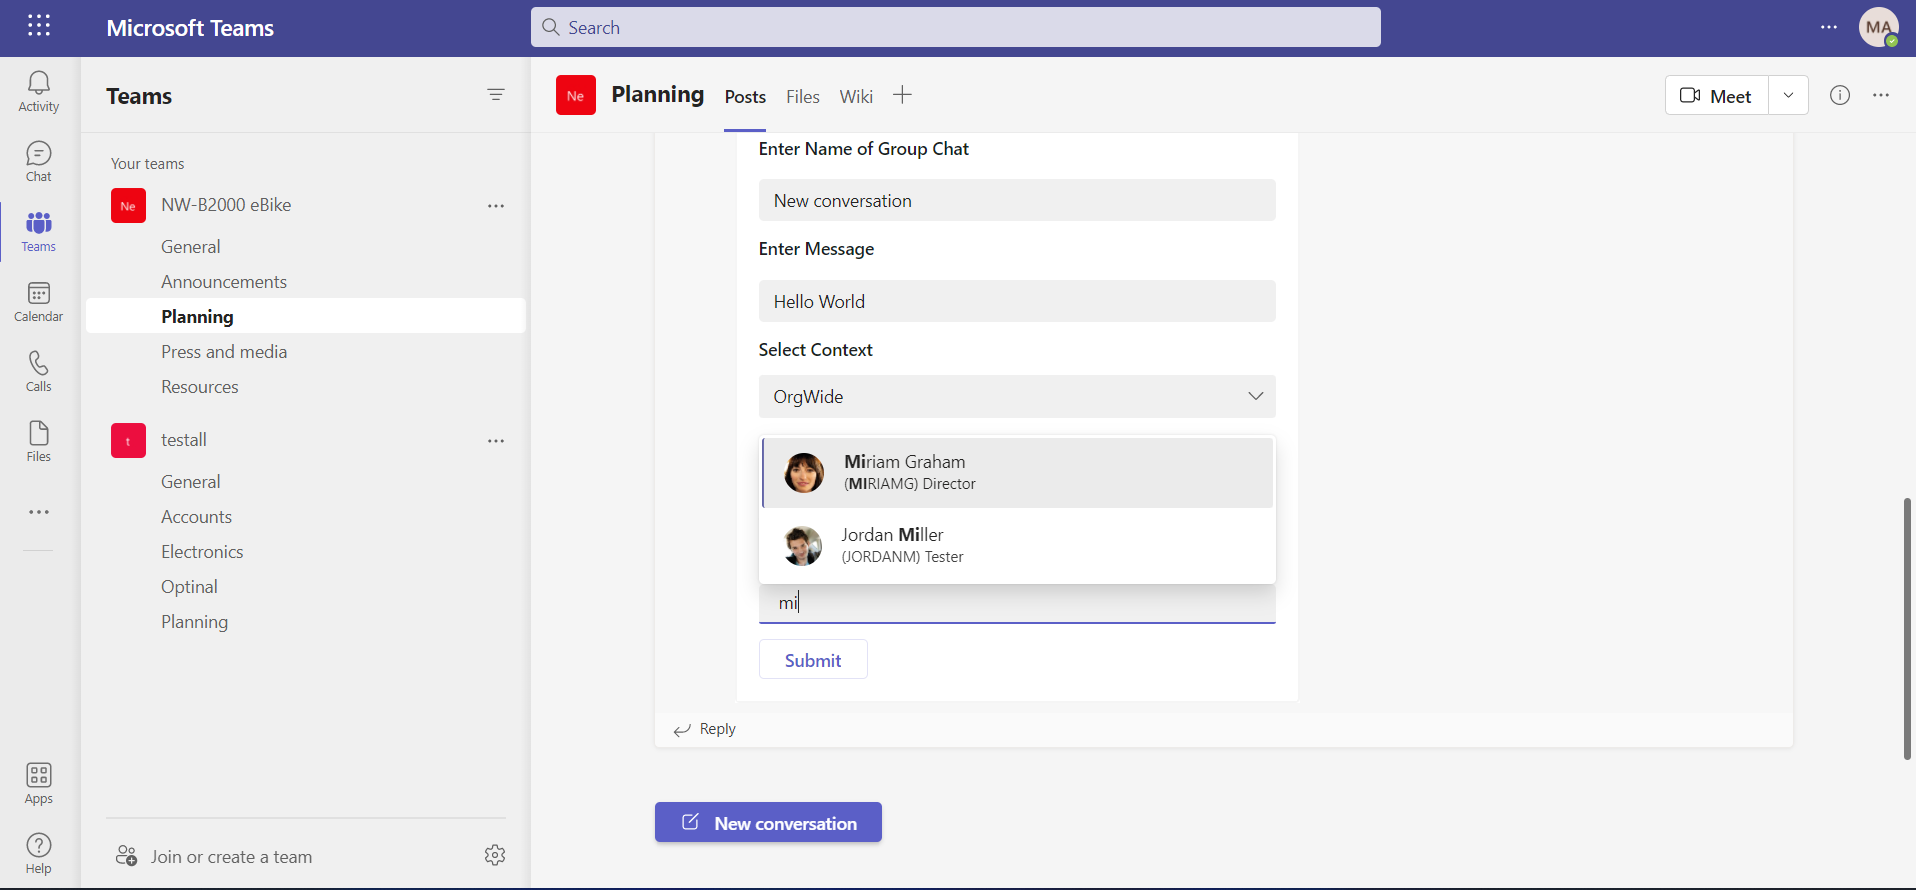 Microsoft Teams
Search
MA
Activity
Chat
Teams
Calendar
Calls
Files
Apps
Help
Teams
Your teams
Ne
NW-B2000 eBike
General
Announcements
Planning
Press and media
Resources
t
testall
General
Accounts
Electronics
Optinal
Planning
Join or create a team
Ne
Planning
Posts
Files
Wiki
Meet
Enter Name of Group Chat
New conversation
Enter Message
Hello World
Select Context
OrgWide
Miriam Graham
(MIRIAMG) Director
Jordan Miller
(JORDANM) Tester
mi
Submit
Reply
New conversation